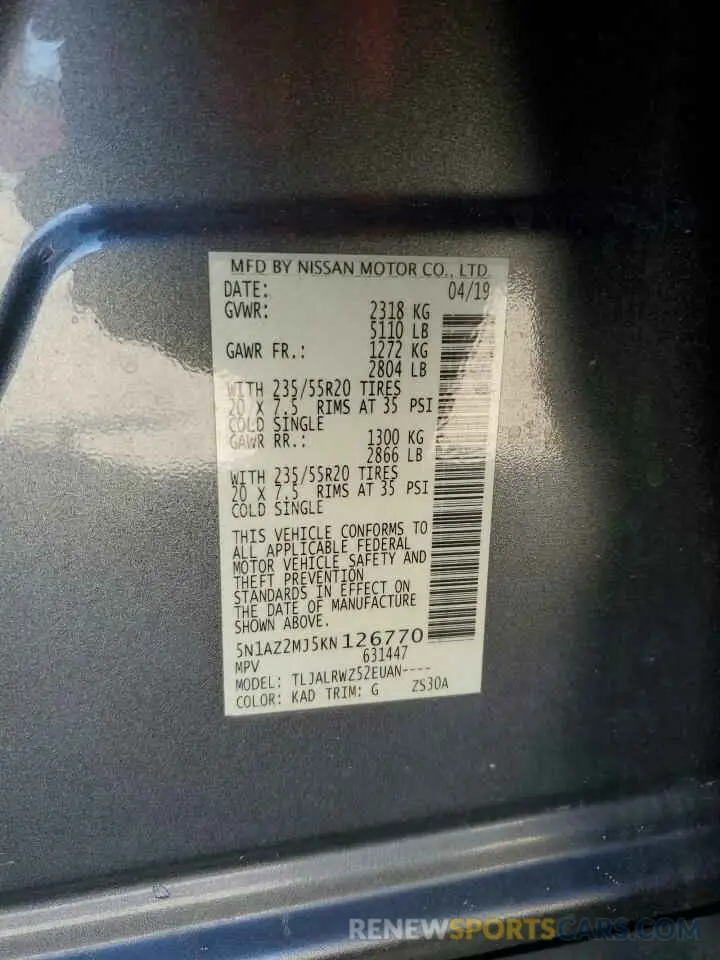 MFD BY NISSAN MOTOR CO., LTD.
DATE: 04/19
GVWR: 2318 KG
5110 LB
GAWR FR.: 1272 KG
2804 LB
WITH 235/55R20 TIRES
20 X 7.5 RIMS AT 35 PSI
COLD SINGLE
GAWR RR.: 1300 KG
2866 LB
WITH 235/55R20 TIRES
20 X 7.5 RIMS AT 35 PSI
COLD SINGLE
THIS VEHICLE CONFORMS TO
ALL APPLICABLE FEDERAL
MOTOR VEHICLE SAFETY AND
THEFT PREVENTION
STANDARDS IN EFFECT ON
THE DATE OF MANUFACTURE
SHOWN ABOVE.
5N1AZ2MJ5KN126770
MPV 631447
MODEL: TLJALRWZ52EUAN----
COLOR: KAD TRIM: G ZS30A
RENEWSPORTSCARS.COM